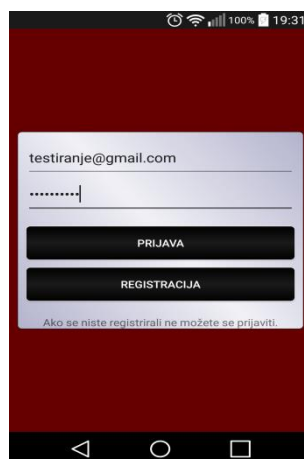 100% 19:31
testiranje@gmail.com
••••••••••
PRIJAVA
REGISTRACIJA
Ako se niste registrirali ne možete se prijaviti.